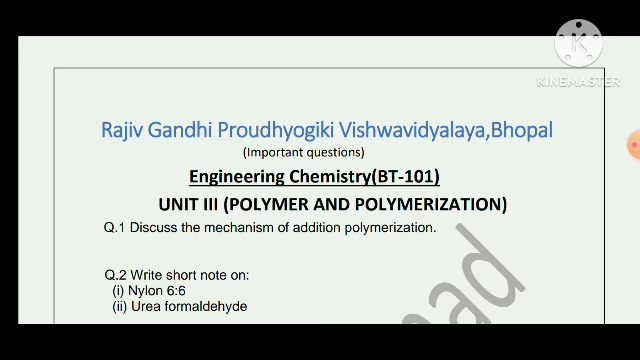 KINEMASTER
Rajiv Gandhi Proudhyogiki Vishwavidyalaya,Bhopal
(Important questions)
Engineering Chemistry(BT-101)
UNIT III (POLYMER AND POLYMERIZATION)
Q.1 Discuss the mechanism of addition polymerization.
Q.2 Write short note on:
(i) Nylon 6:6
(ii) Urea formaldehyde